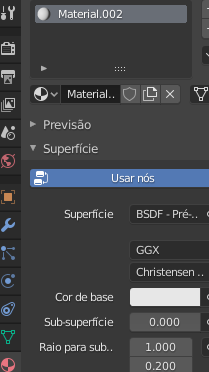 Material.002
Material..
Previsão
Superfície
Usar nós
Superfície BSDF - Pré-..
GGX
Christensen ..
Cor de base
Sub-superfície 0.000
Raio para sub.. 1.000
0.200